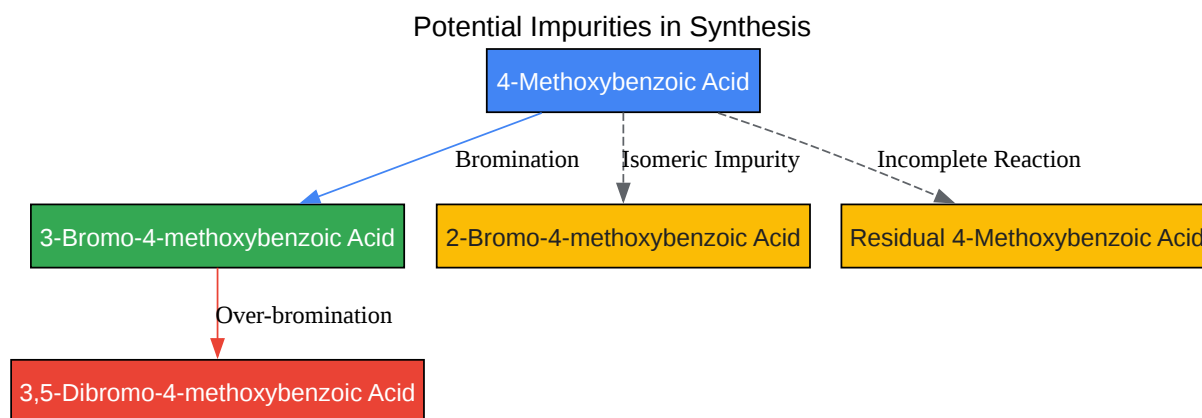 Potential Impurities in Synthesis
4-Methoxybenzoic Acid
Bromination
Isomeric Impurity
Incomplete Reaction
3-Bromo-4-methoxybenzoic Acid
2-Bromo-4-methoxybenzoic Acid
Residual 4-Methoxybenzoic Acid
Over-bromination
3,5-Dibromo-4-methoxybenzoic Acid